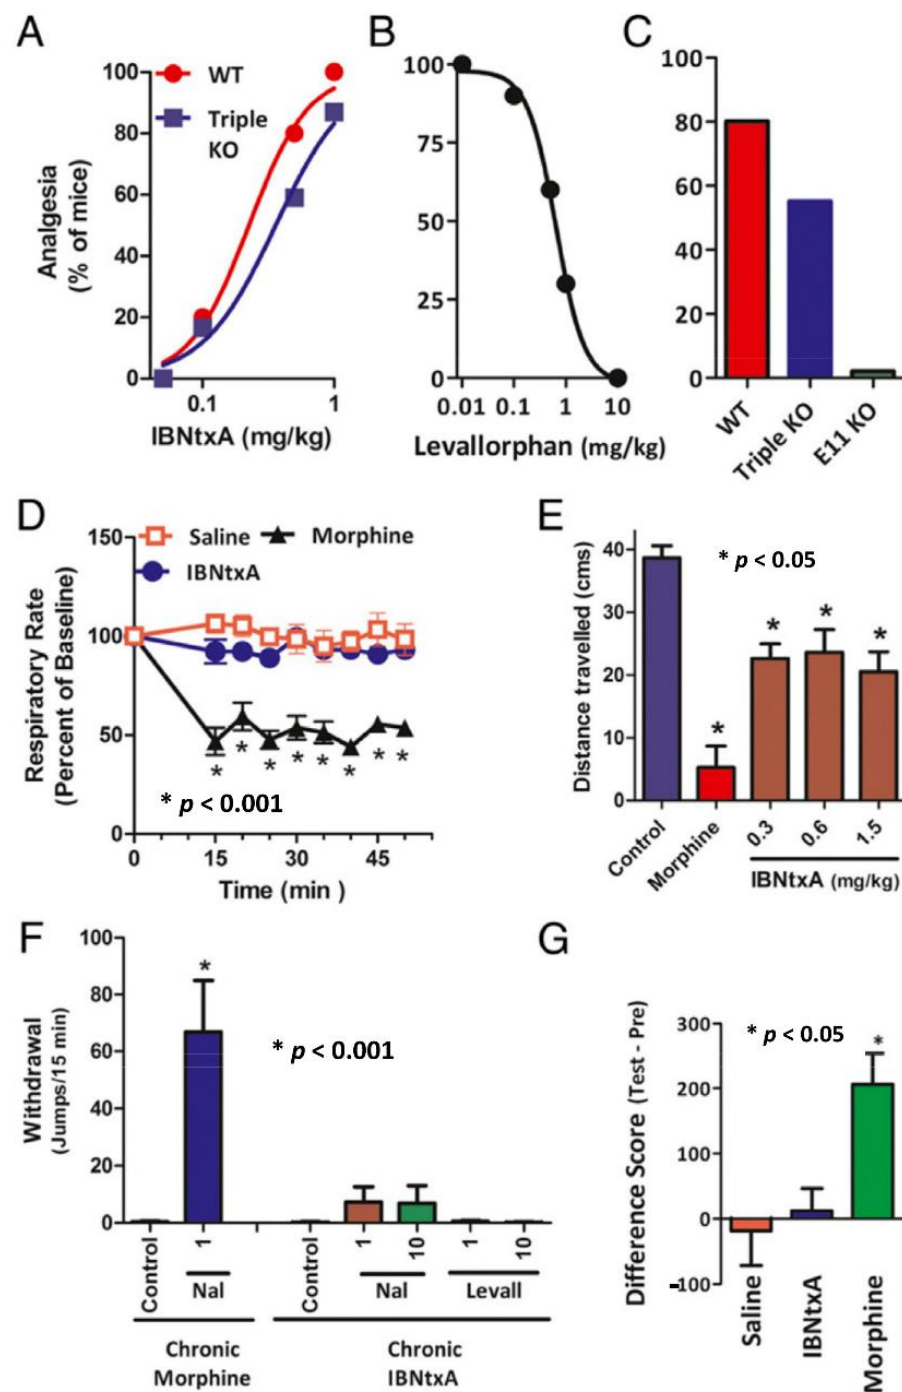 A
WT
Triple
KO
Analgesia
(% of mice)
100
80
60
40
20
0
0.1 1
IBNtxA (mg/kg)
B
100
75
50
25
0
0.01 0.1 1 10
Levallorphan (mg/kg)
C
100
80
60
40
20
0
WT
Triple KO
E11 KO
D
Saline Morphine
IBNtxA
Respiratory Rate
(Percent of Baseline)
150
100
50
0
* * * * * * * *
* p < 0.001
0 15 30 45
Time (min )
E
* p < 0.05
Distance travelled (cms)
40
30
20
10
0
* * * *
Control
Morphine
0.3
0.6
1.5
IBNtxA (mg/kg)
F
Withdrawal
(Jumps/15 min)
100
80
60
40
20
0
*
* p < 0.001
Control
1
Nal
Control
1
10
Nal
1
10
Levall
Chronic
Morphine
Chronic
IBNtxA
G
Difference Score (Test - Pre)
300
200
100
0
-100
* p < 0.05
*
Saline
IBNtxA
Morphine